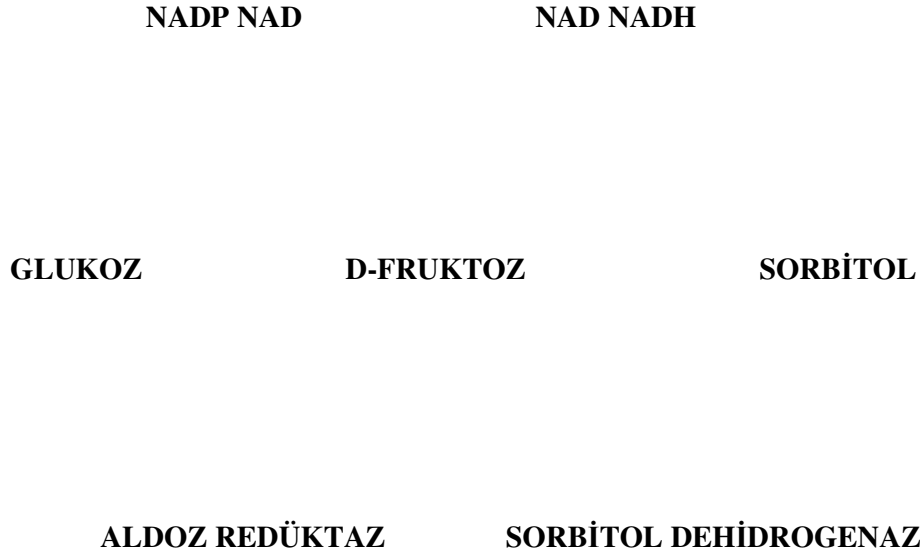 NADP NAD NAD NADH
GLUKOZ D-FRUKTOZ SORBİTOL
ALDOZ REDÜKTAZ SORBİTOL DEHİDROGENAZ